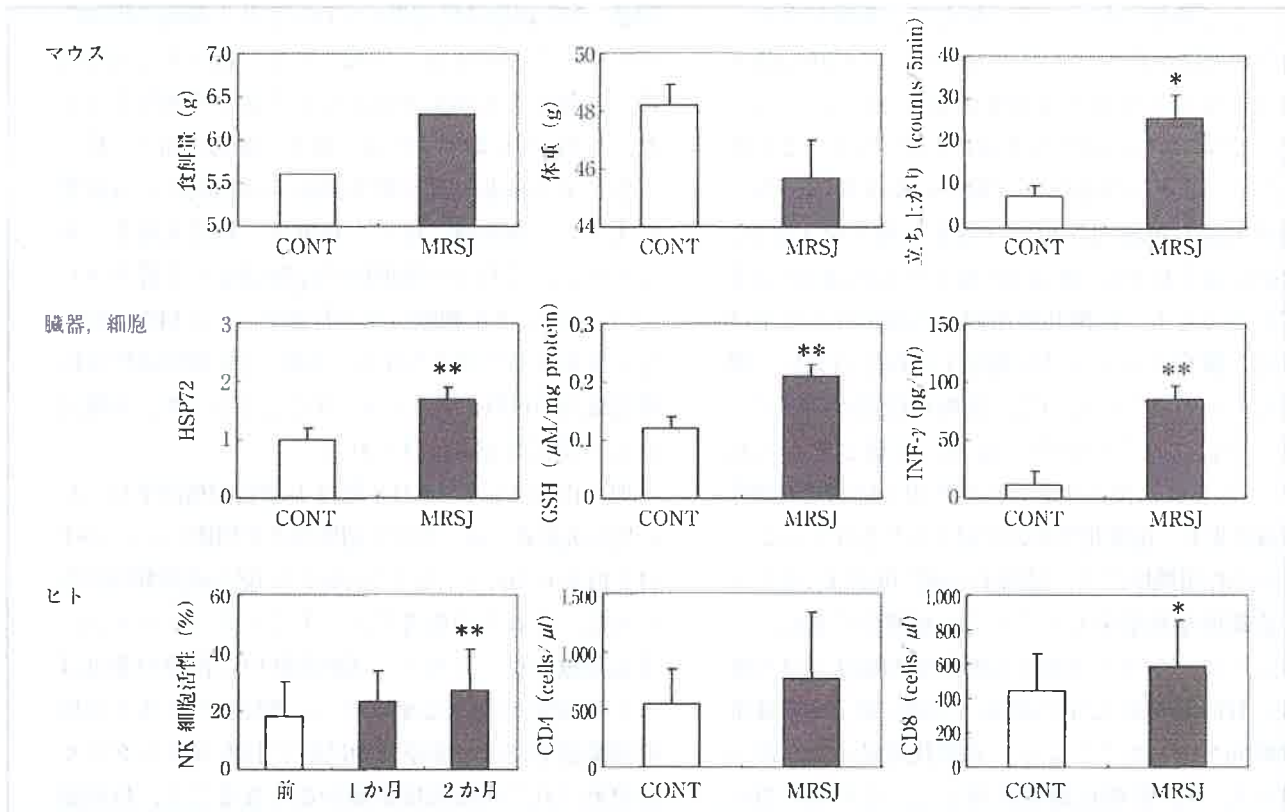 マウス
食餌量 (g)
7.0
6.5
6.0
5.5
5.0
CONT MRSJ
体重 (g)
50
48
46
44
CONT MRSJ
立ち上がり (counts/5min)
40
30
20
10
0
*
CONT MRSJ
臓器，細胞
HSP72
3
2
1
0
**
CONT MRSJ
GSH (μM/mg protein)
0.3
0.2
0.1
0
**
CONT MRSJ
INF-γ (pg/ml)
150
100
50
0
**
CONT MRSJ
ヒト
NK 細胞活性 (%)
60
40
20
0
**
前 1か月 2か月
CD4 (cells/μl)
1,500
1,000
500
0
CONT MRSJ
CD8 (cells/μl)
1,000
800
600
400
200
0
*
CONT MRSJ